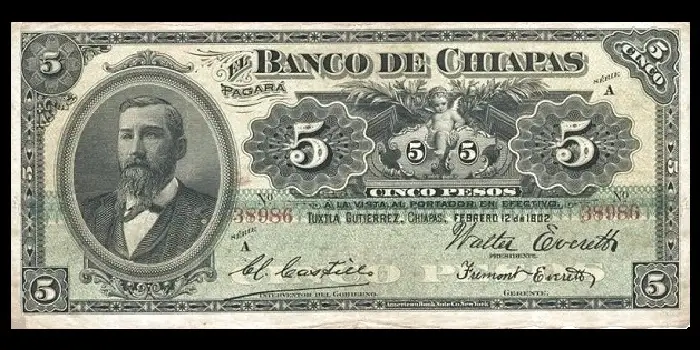 5
EL BANCO DE CHIAPAS
5
CINCO
PAGARÁ
SERIE
A
5 5 5 5
CINCO PESOS
No
38986
A LA VISTA AL PORTADOR EN EFECTIVO.
No
38986
TUXTLA GUTIERREZ, CHIAPAS, FEBRERO 12 de 1902
SERIE
A
Walter Everett
PRESIDENTE
Fremont Everett
INTERVENTOR DEL GOBIERNO.
GERENTE.
5
5
American Bank Note Co. New York